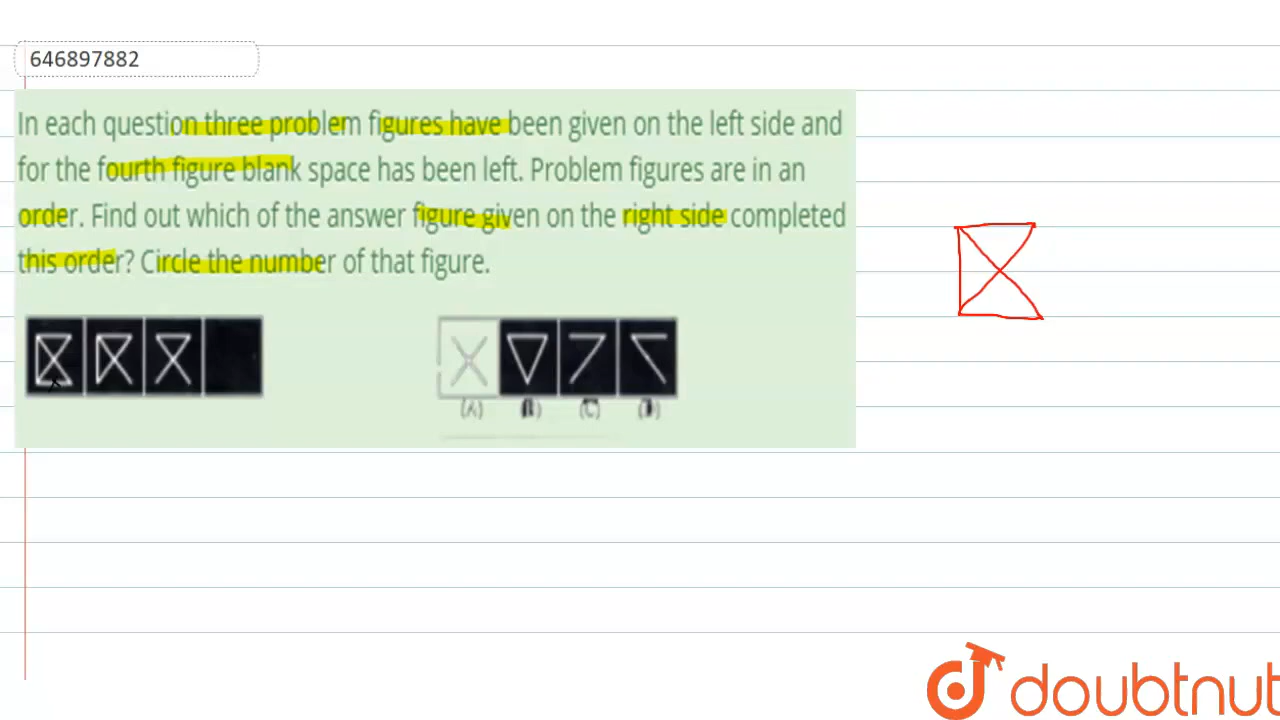 646897882
In each question three problem figures have been given on the left side and
for the fourth figure blank space has been left. Problem figures are in an
order. Find out which of the answer figure given on the right side completed
this order? Circle the number of that figure.
(A) (B) (C) (D)
doubtnut